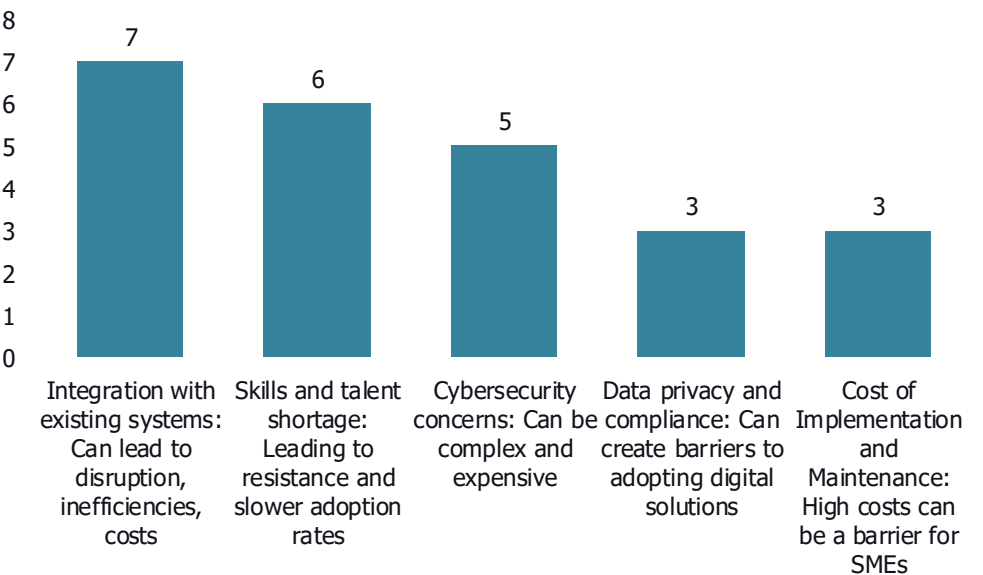 8
7
6
5
4
3
2
1
0
7
6
5
3
3
Integration with
existing systems:
Can lead to
disruption,
inefficiencies,
costs
Skills and talent
shortage:
Leading to
resistance and
slower adoption
rates
Cybersecurity
concerns: Can be
complex and
expensive
Data privacy and
compliance: Can
create barriers to
adopting digital
solutions
Cost of
Implementation
and
Maintenance:
High costs can
be a barrier for
SMEs